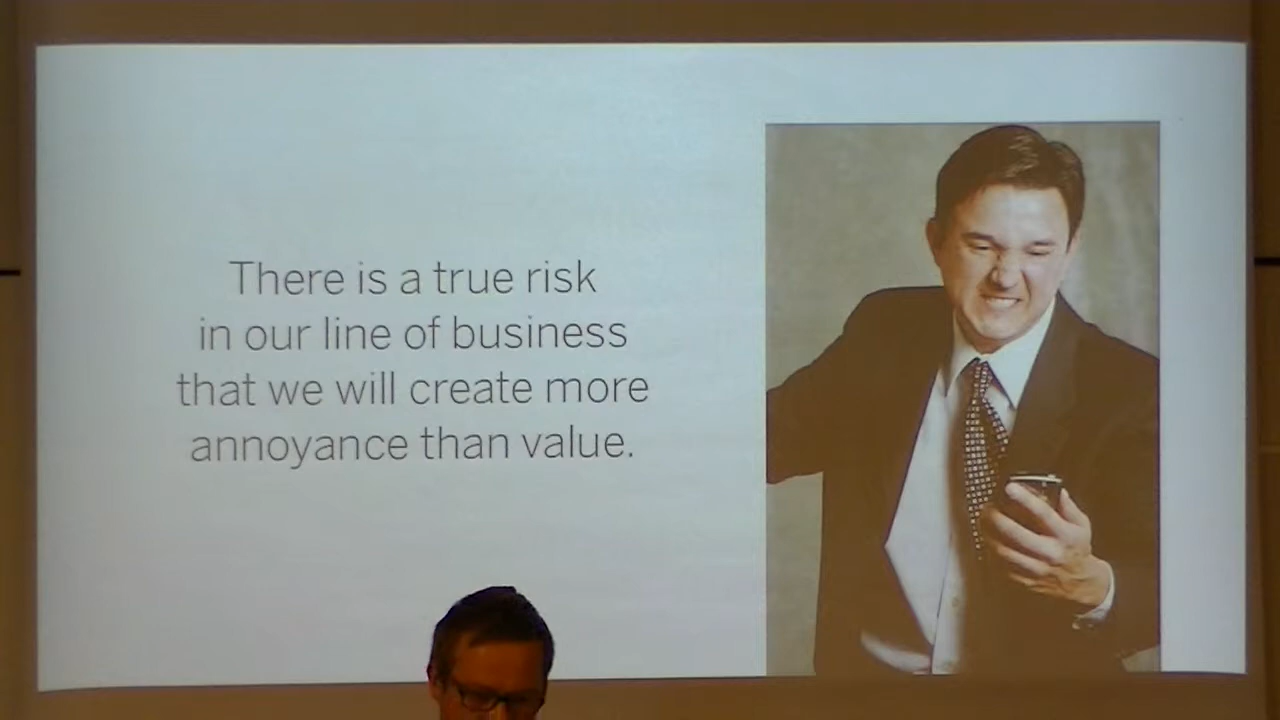 There is a true risk
in our line of business
that we will create more
annoyance than value.